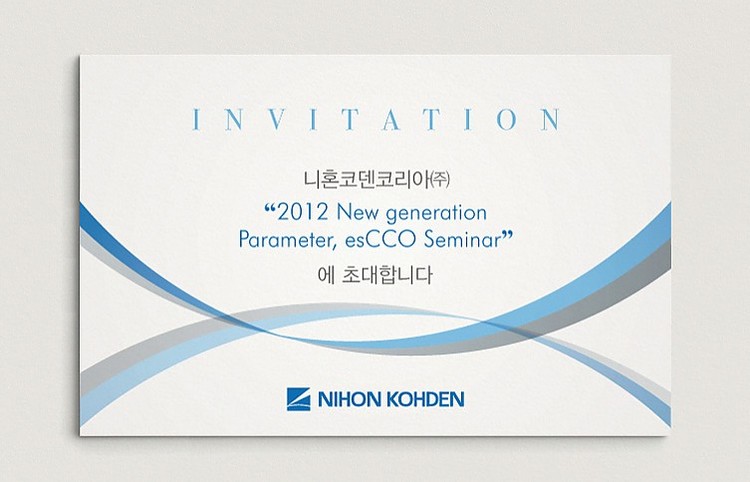 INVITATION
니혼코덴코리아㈜
“2012 New generation
Parameter, esCCO Seminar”
에 초대합니다
NIHON KOHDEN